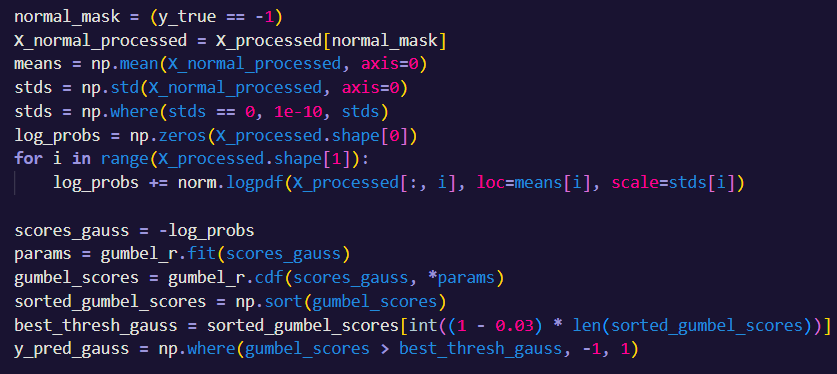 normal_mask = (y_true == -1)
X_normal_processed = X_processed[normal_mask]
means = np.mean(X_normal_processed, axis=0)
stds = np.std(X_normal_processed, axis=0)
stds = np.where(stds == 0, 1e-10, stds)
log_probs = np.zeros(X_processed.shape[0])
for i in range(X_processed.shape[1]):
    log_probs += norm.logpdf(X_processed[:, i], loc=means[i], scale=stds[i])
scores_gauss = -log_probs
params = gumbel_r.fit(scores_gauss)
gumbel_scores = gumbel_r.cdf(scores_gauss, *params)
sorted_gumbel_scores = np.sort(gumbel_scores)
best_thresh_gauss = sorted_gumbel_scores[int((1 - 0.03) * len(sorted_gumbel_scores))]
y_pred_gauss = np.where(gumbel_scores > best_thresh_gauss, -1, 1)